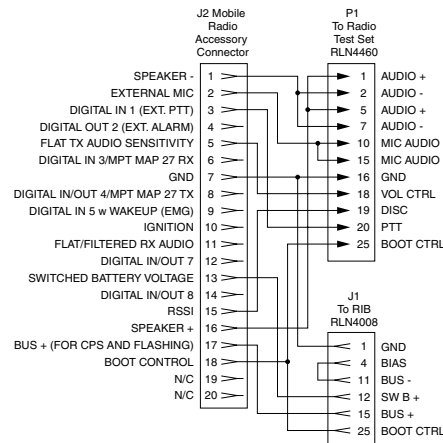 J2 Mobile
Radio
Accessory
Connector
P1
To Radio
Test Set
RLN4460
SPEAKER - 1
EXTERNAL MIC 2
DIGITAL IN 1 (EXT. PTT) 3
DIGITAL OUT 2 (EXT. ALARM) 4
FLAT TX AUDIO SENSITIVITY 5
DIGITAL IN 3/MPT MAP 27 RX 6
GND 7
DIGITAL IN/OUT 4/MPT MAP 27 TX 8
DIGITAL IN 5 w WAKEUP (EMG) 9
IGNITION 10
FLAT/FILTERED RX AUDIO 11
DIGITAL IN/OUT 7 12
SWITCHED BATTERY VOLTAGE 13
DIGITAL IN/OUT 8 14
RSSI 15
SPEAKER + 16
BUS + (FOR CPS AND FLASHING) 17
BOOT CONTROL 18
N/C 19
N/C 20
1 AUDIO +
2 AUDIO -
5 AUDIO +
7 AUDIO -
10 MIC AUDIO
15 MIC AUDIO
16 GND
18 VOL CTRL
19 DISC
20 PTT
25 BOOT CTRL
J1
To RIB
RLN4008
1 GND
4 BIAS
11 BUS -
12 SW B +
15 BUS +
25 BOOT CTRL